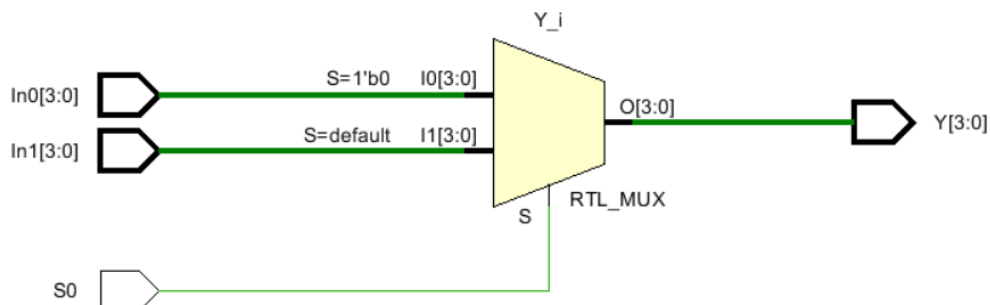 Y_i
S=1'b0 I0[3:0]
In0[3:0]
O[3:0]
Y[3:0]
S=default I1[3:0]
In1[3:0]
RTL_MUX
S
S0